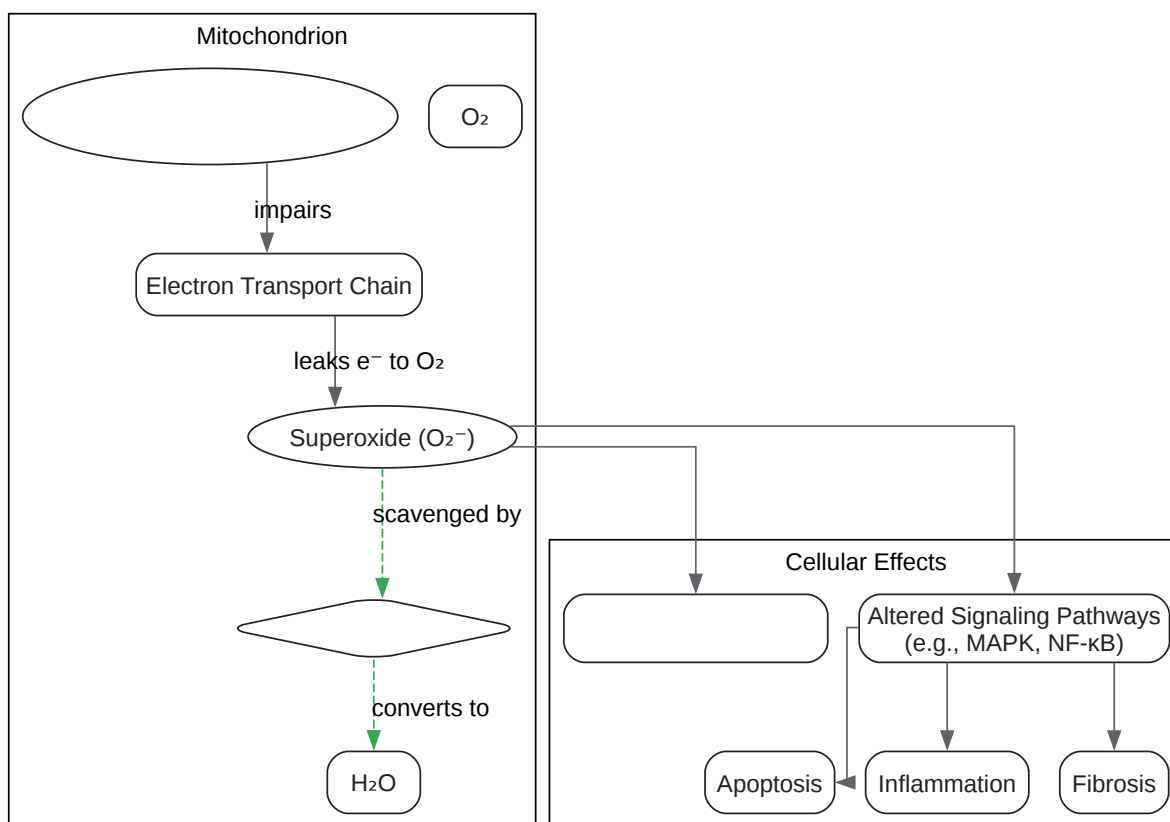 Mitochondrion
O₂
impairs
Electron Transport Chain
leaks e⁻ to O₂
Superoxide (O₂⁻)
scavenged by
converts to
H₂O
Cellular Effects
Altered Signaling Pathways
(e.g., MAPK, NF-κB)
Apoptosis
Inflammation
Fibrosis